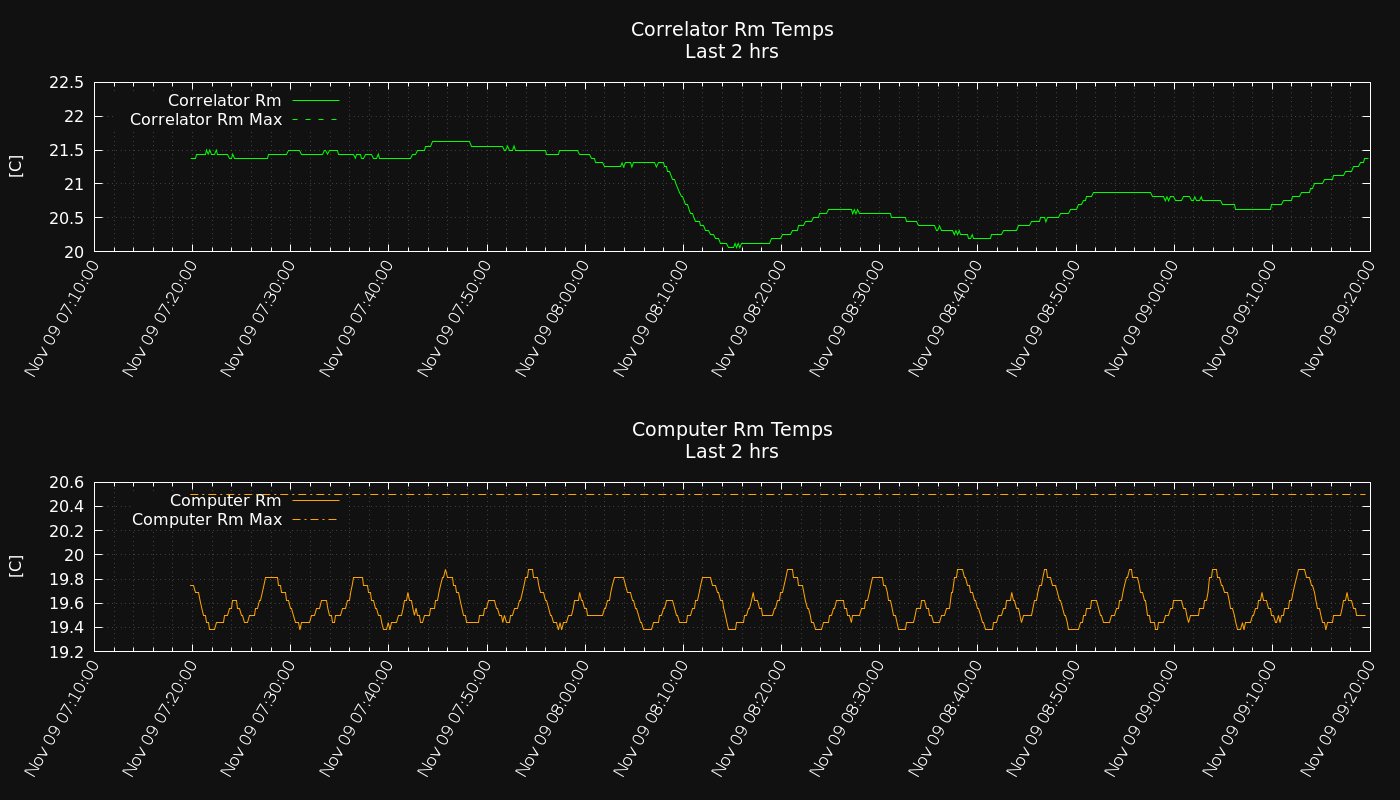 Correlator Rm Temps
Last 2 hrs
[C]
22.5
22
21.5
21
20.5
20
Correlator Rm
Correlator Rm Max
Nov 09 07:10:00
Nov 09 07:20:00
Nov 09 07:30:00
Nov 09 07:40:00
Nov 09 07:50:00
Nov 09 08:00:00
Nov 09 08:10:00
Nov 09 08:20:00
Nov 09 08:30:00
Nov 09 08:40:00
Nov 09 08:50:00
Nov 09 09:00:00
Nov 09 09:10:00
Nov 09 09:20:00
Computer Rm Temps
Last 2 hrs
[C]
20.6
20.4
20.2
20
19.8
19.6
19.4
19.2
Computer Rm
Computer Rm Max
Nov 09 07:10:00
Nov 09 07:20:00
Nov 09 07:30:00
Nov 09 07:40:00
Nov 09 07:50:00
Nov 09 08:00:00
Nov 09 08:10:00
Nov 09 08:20:00
Nov 09 08:30:00
Nov 09 08:40:00
Nov 09 08:50:00
Nov 09 09:00:00
Nov 09 09:10:00
Nov 09 09:20:00